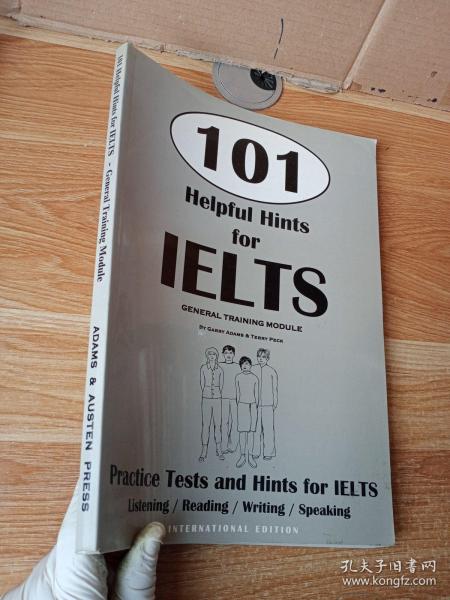 101 Helpful Hints for IELTS - General Training Module
ADAMS & AUSTEN PRESS
101
Helpful Hints
for
IELTS
GENERAL TRAINING MODULE
BY GARRY ADAMS & TERRY PECK
Practice Tests and Hints for IELTS
Listening / Reading / Writing / Speaking
INTERNATIONAL EDITION
孔夫子旧书网
www.kongfz.com